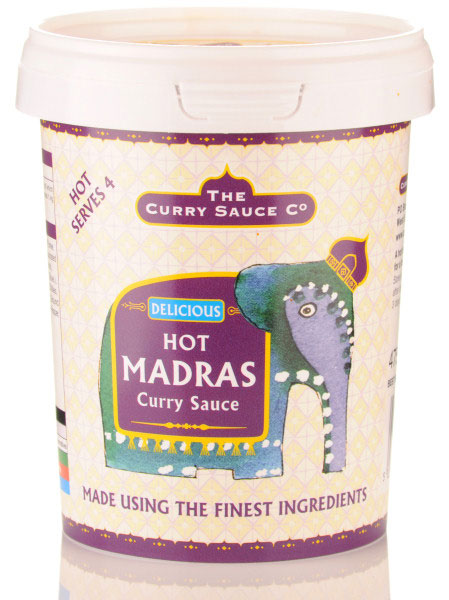 HOT
SERVES 4
THE
CURRY SAUCE Cº
DELICIOUS
HOT
MADRAS
Curry Sauce
MADE USING THE FINEST INGREDIENTS